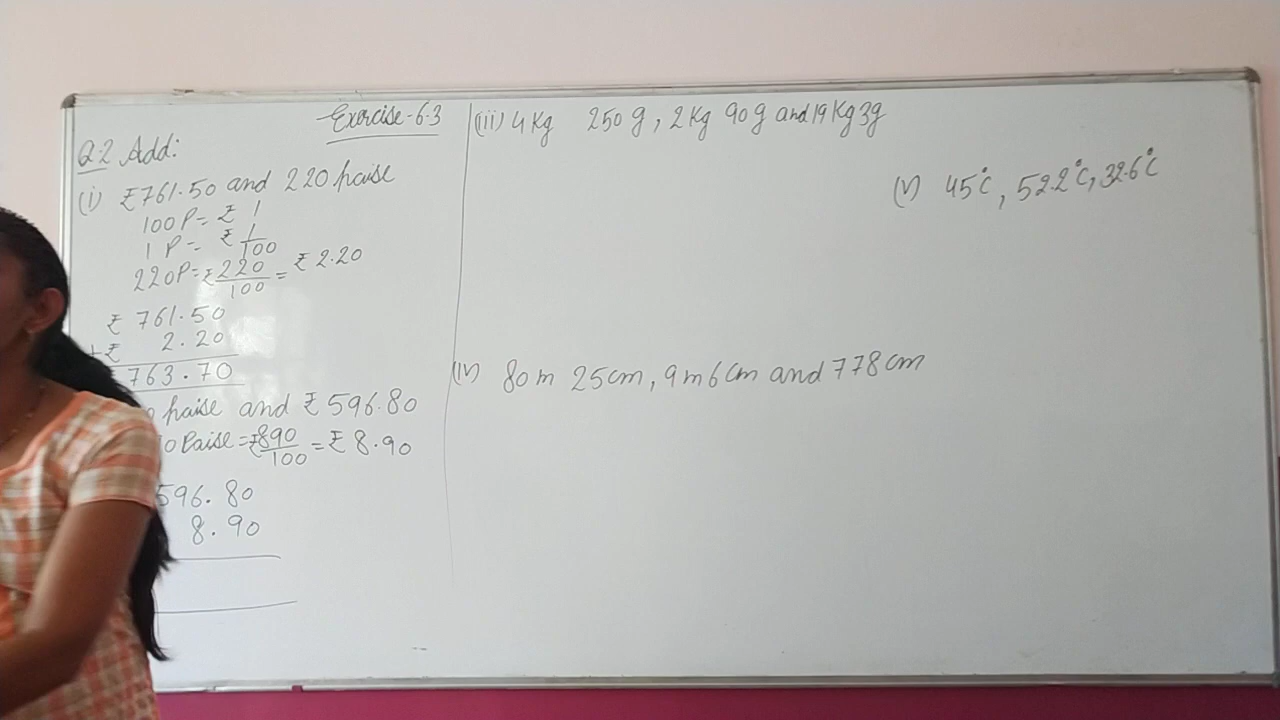 Exercise-6.3
Q.2 Add:
(i) ₹761.50 and 220 paise
100P= ₹ 1
1 P= ₹ 1/100
220P=₹220/100 = ₹ 2.20
₹ 761.50
+₹ 2.20
763.70
paise and ₹596.80
0 Paise=₹890/100 = ₹ 8.90
596.80
8.90
(iii) 4 Kg 250 g, 2 Kg 90 g and 19 Kg 3g
(iv) 80 m 25 cm, 9 m 6 cm and 778 cm
(v) 45°C, 52.2°C, 32.6°C